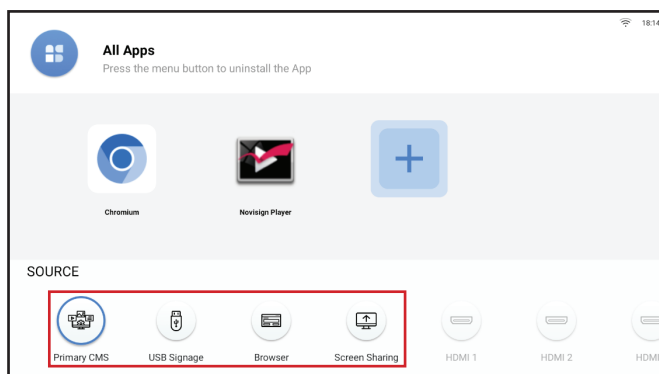 18:14
All Apps
Press the menu button to uninstall the App
Chromium
Novisign Player
SOURCE
Primary CMS
USB Signage
Browser
Screen Sharing
HDMI 1
HDMI 2
HDMI